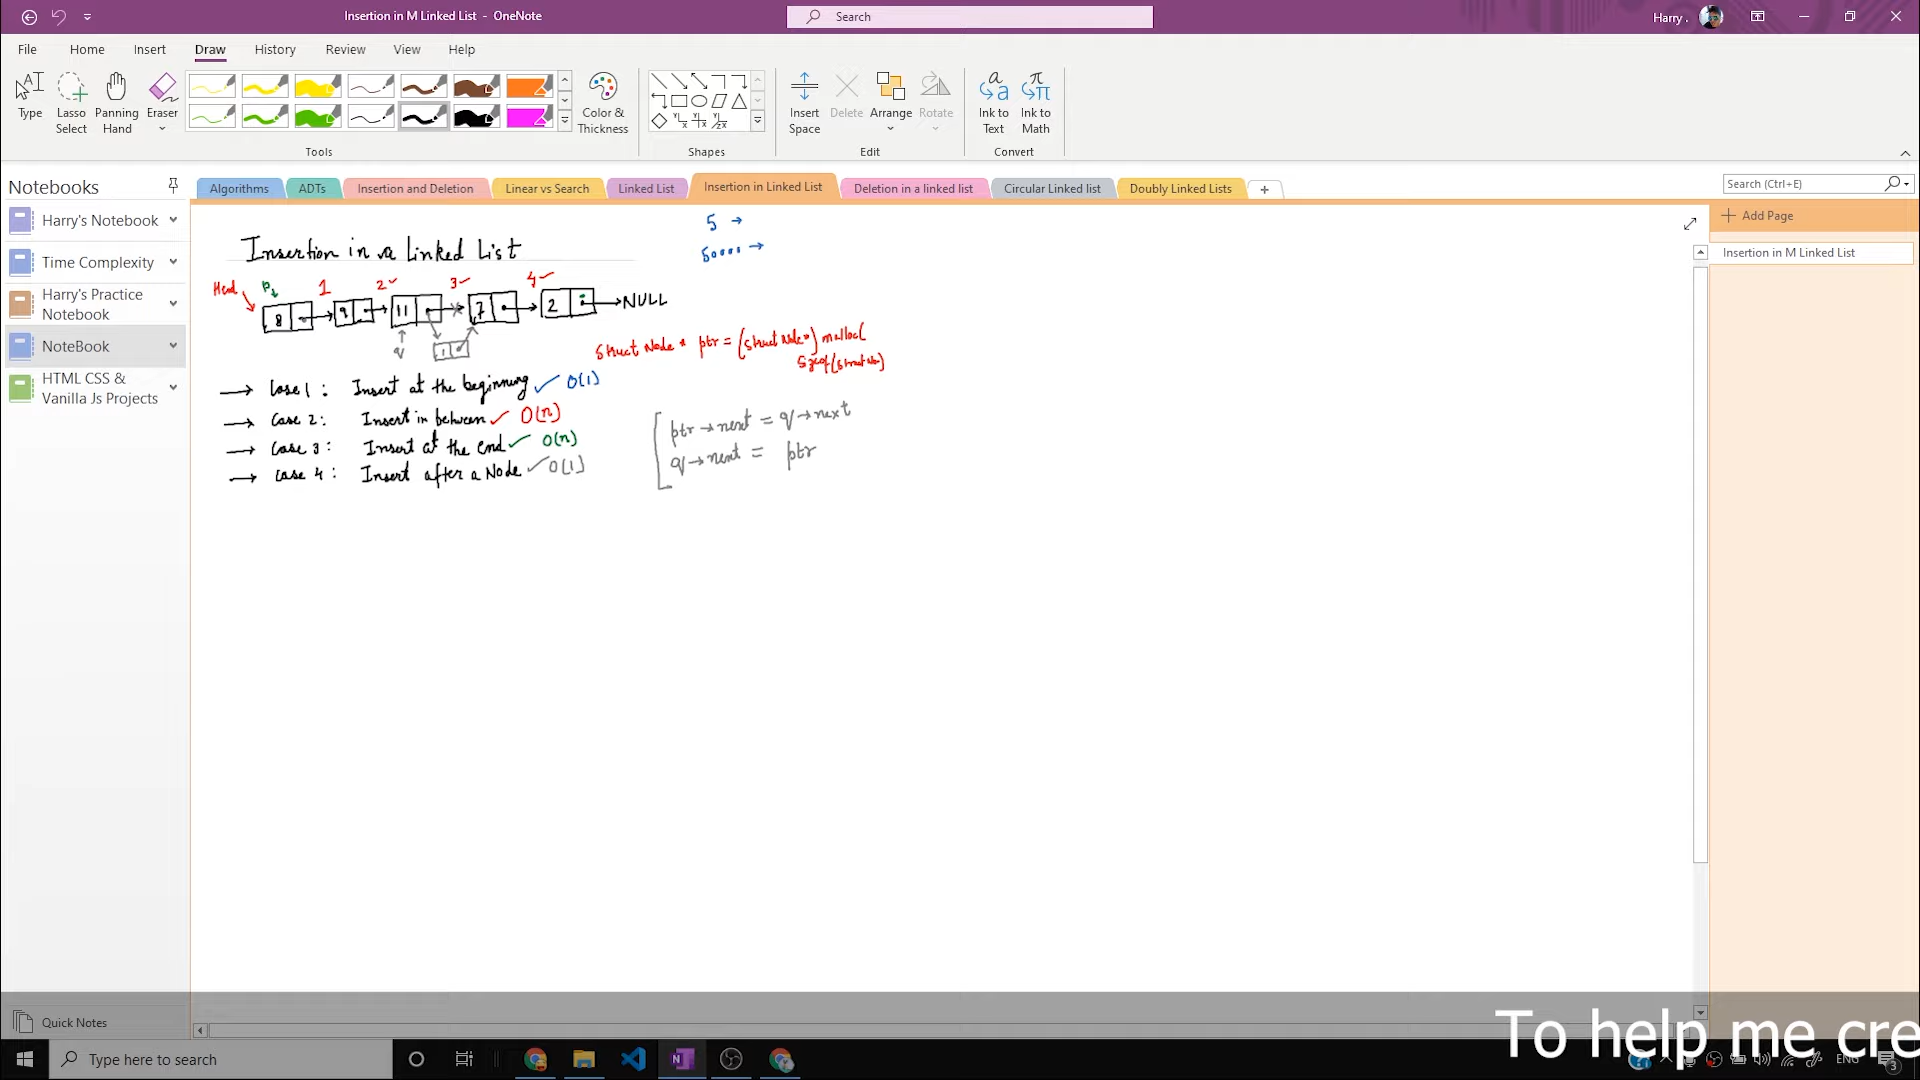 Insertion in M Linked List - OneNote
Search
Harry .
File Home Insert Draw History Review View Help
Type
Lasso Select
Panning Hand
Eraser
Color & Thickness
Insert Space
Delete
Arrange
Rotate
Ink to Text
Ink to Math
Tools
Shapes
Edit
Convert
Notebooks
Algorithms
ADTs
Insertion and Deletion
Linear vs Search
Linked List
Insertion in Linked List
Deletion in a linked list
Circular Linked list
Doubly Linked Lists
Search (Ctrl+E)
Harry's Notebook
Time Complexity
Harry's Practice Notebook
NoteBook
HTML CSS & Vanilla Js Projects
Add Page
Insertion in M Linked List
5 →
50000 →
Insertion in a Linked List
Head P 1 2 3 4
8 9 11 7 2 NULL
q
struct Node * ptr = (struct Node*) malloc(
sizeof(struct No)
→ Case 1 : Insert at the beginning ✓ O(1)
→ Case 2 : Insert in between ✓ O(n)
→ Case 3 : Insert at the end ✓ O(n)
→ Case 4 : Insert after a Node ✓ O(1)
ptr → next = q → next
q → next = ptr
Quick Notes
To help me cre
Type here to search
ENG
3